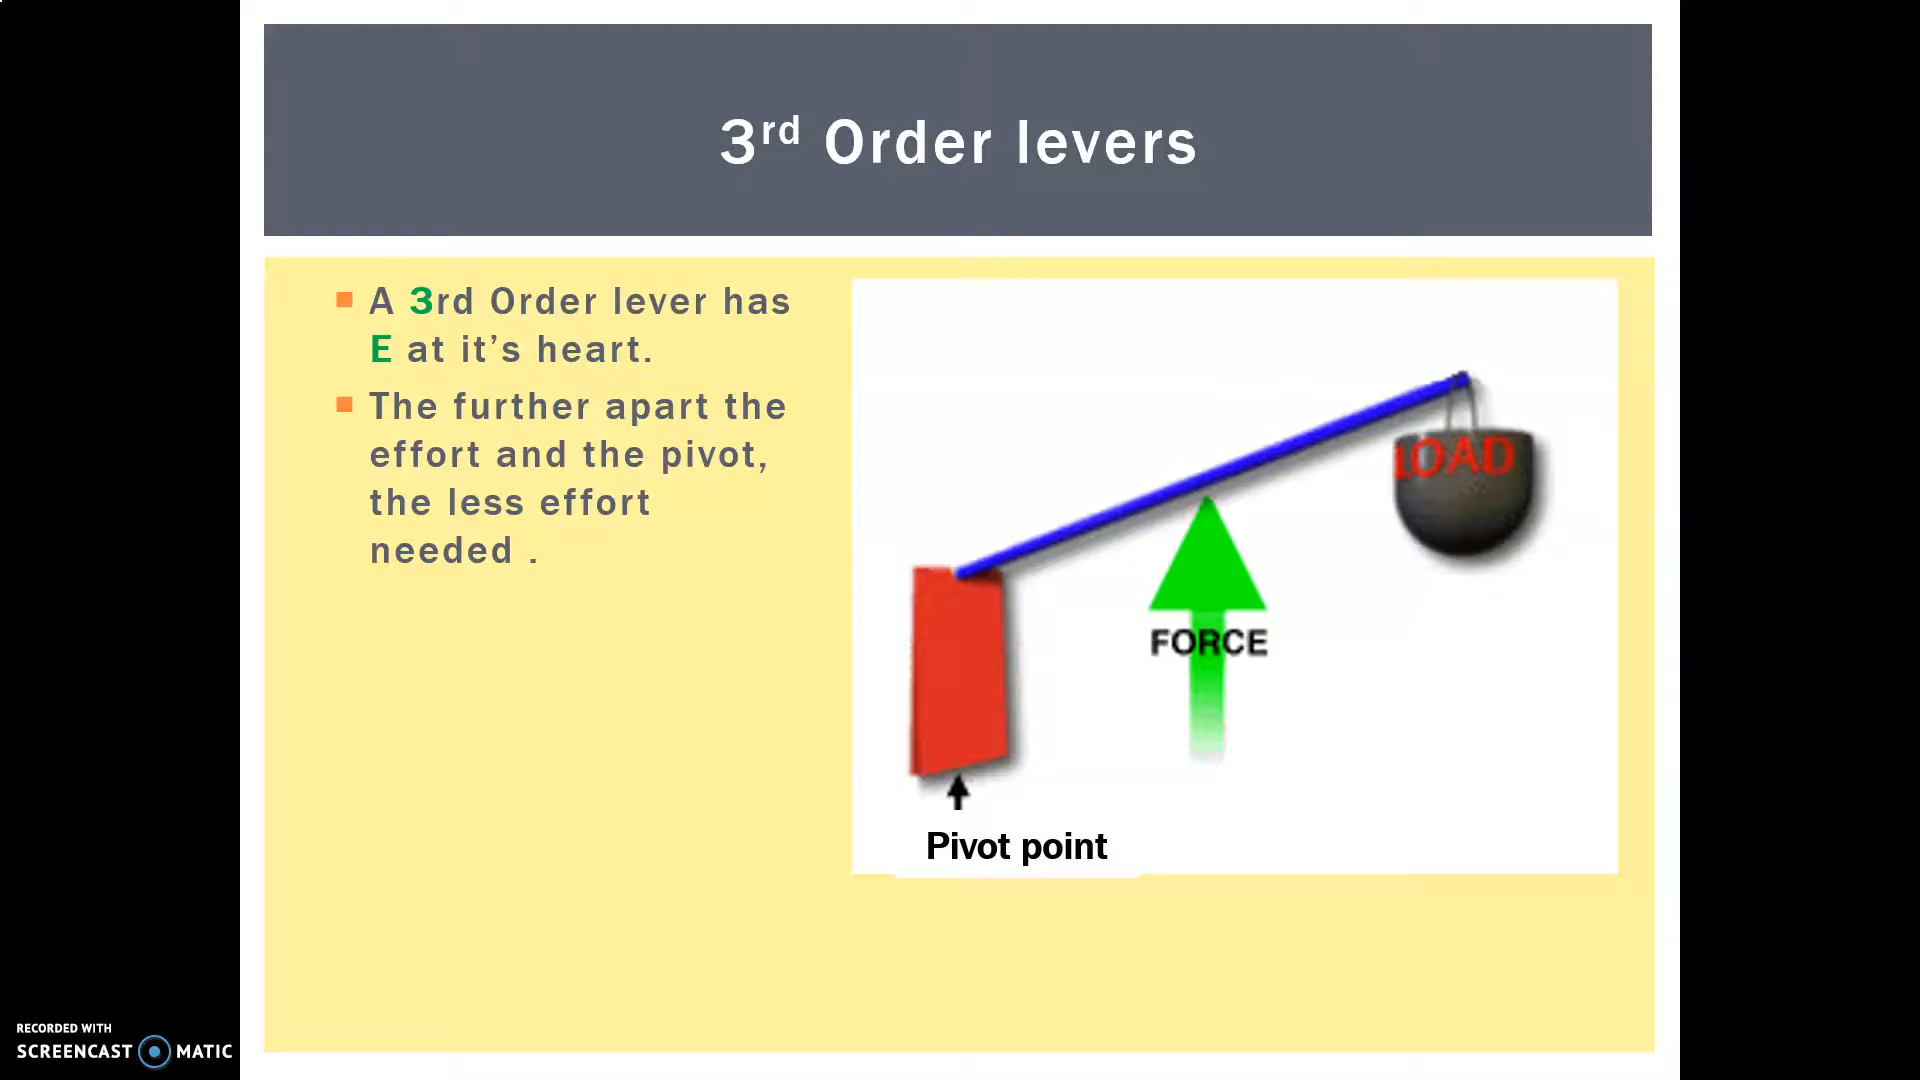 3rd Order levers
A 3rd Order lever has
E at it’s heart.
The further apart the
effort and the pivot,
the less effort
needed .
LOAD
FORCE
Pivot point
RECORDED WITH
SCREENCAST MATIC